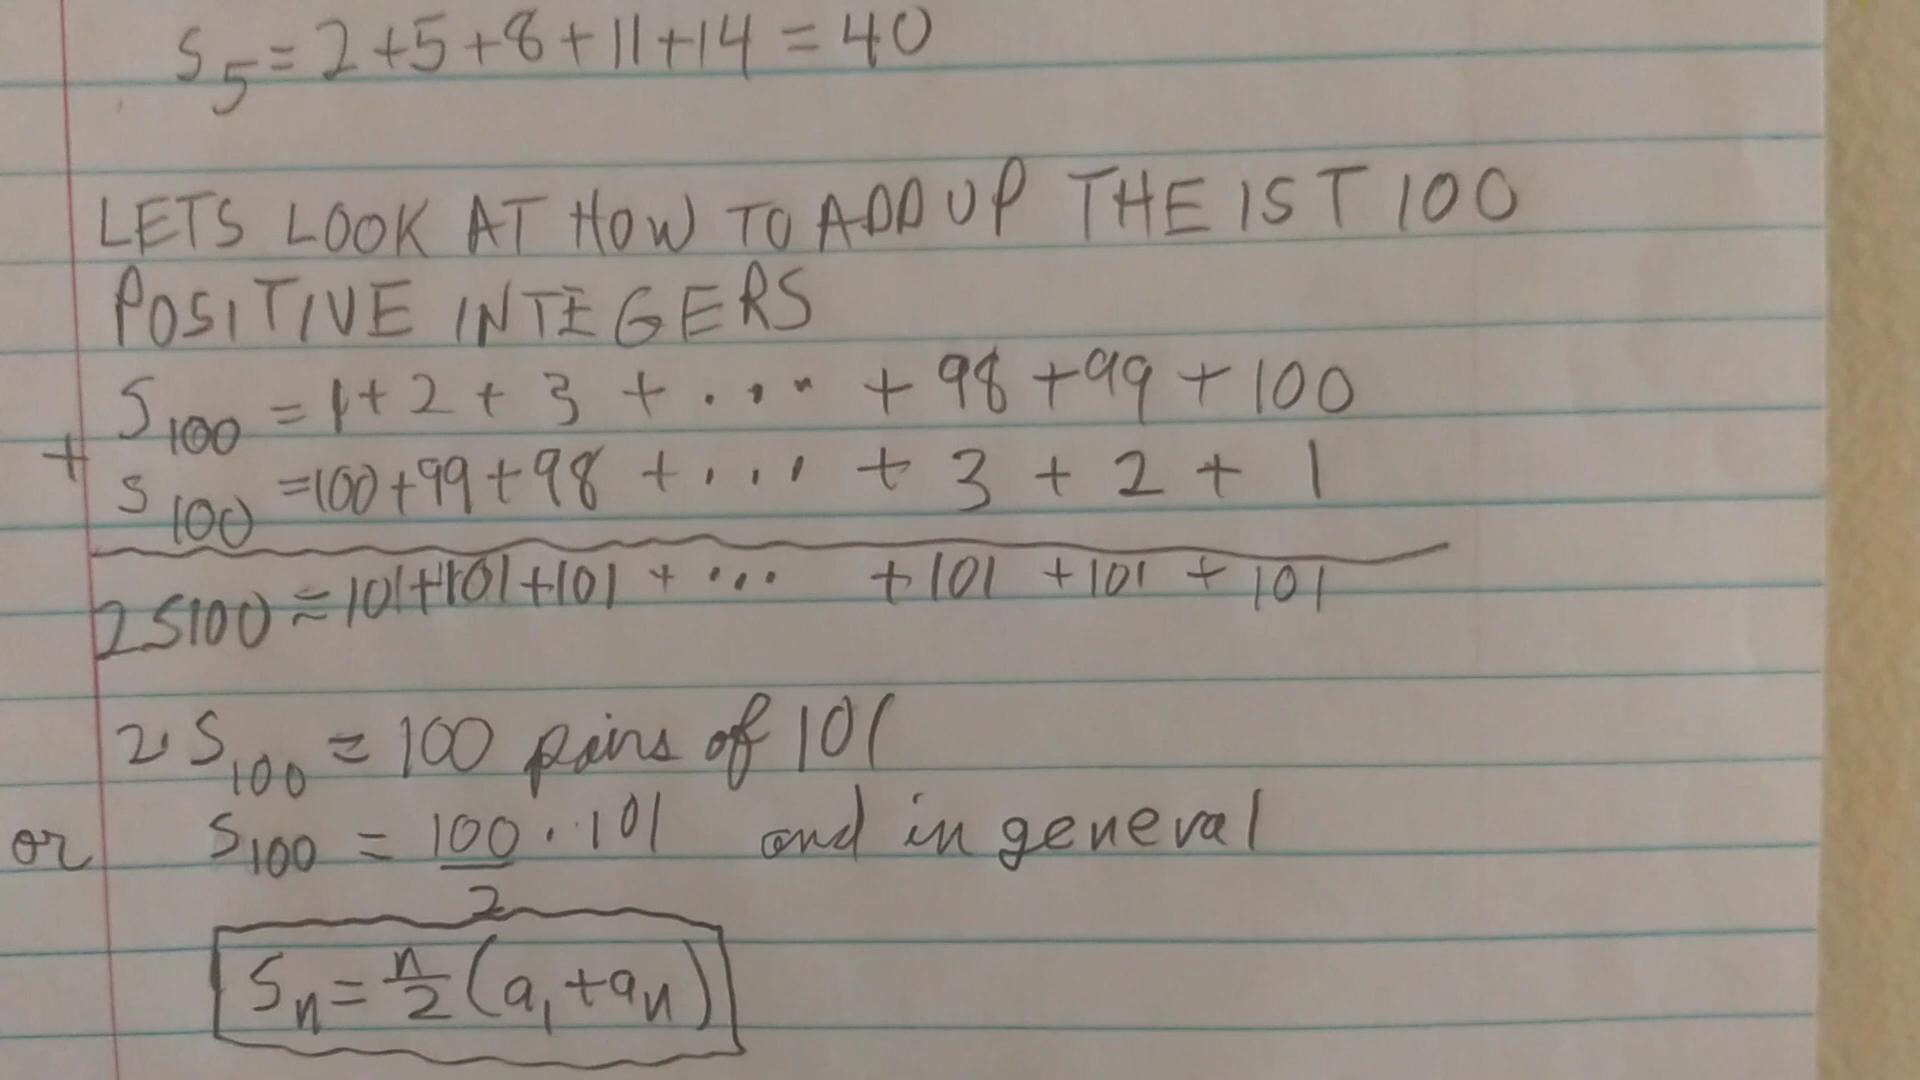 S₅ = 2 + 5 + 8 + 11 + 14 = 40
LETS LOOK AT HOW TO ADD UP THE 1ST 100
POSITIVE INTEGERS
S₁₀₀ = 1 + 2 + 3 + ... + 98 + 99 + 100
+ S₁₀₀ = 100 + 99 + 98 + ... + 3 + 2 + 1
2S100 = 101 + 101 + 101 + ... + 101 + 101 + 101
2·S₁₀₀ = 100 pairs of 101
or S₁₀₀ = 100/2 · 101 and in general
Sₙ = n/2 (a₁ + aₙ)